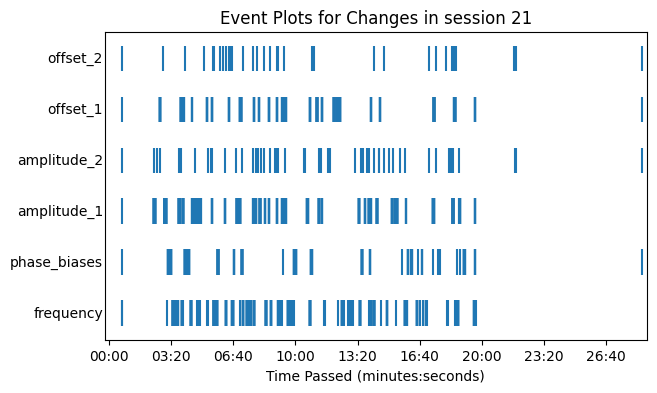 Event Plots for Changes in session 21
offset_2
offset_1
amplitude_2
amplitude_1
phase_biases
frequency
00:00 03:20 06:40 10:00 13:20 16:40 20:00 23:20 26:40
Time Passed (minutes:seconds)